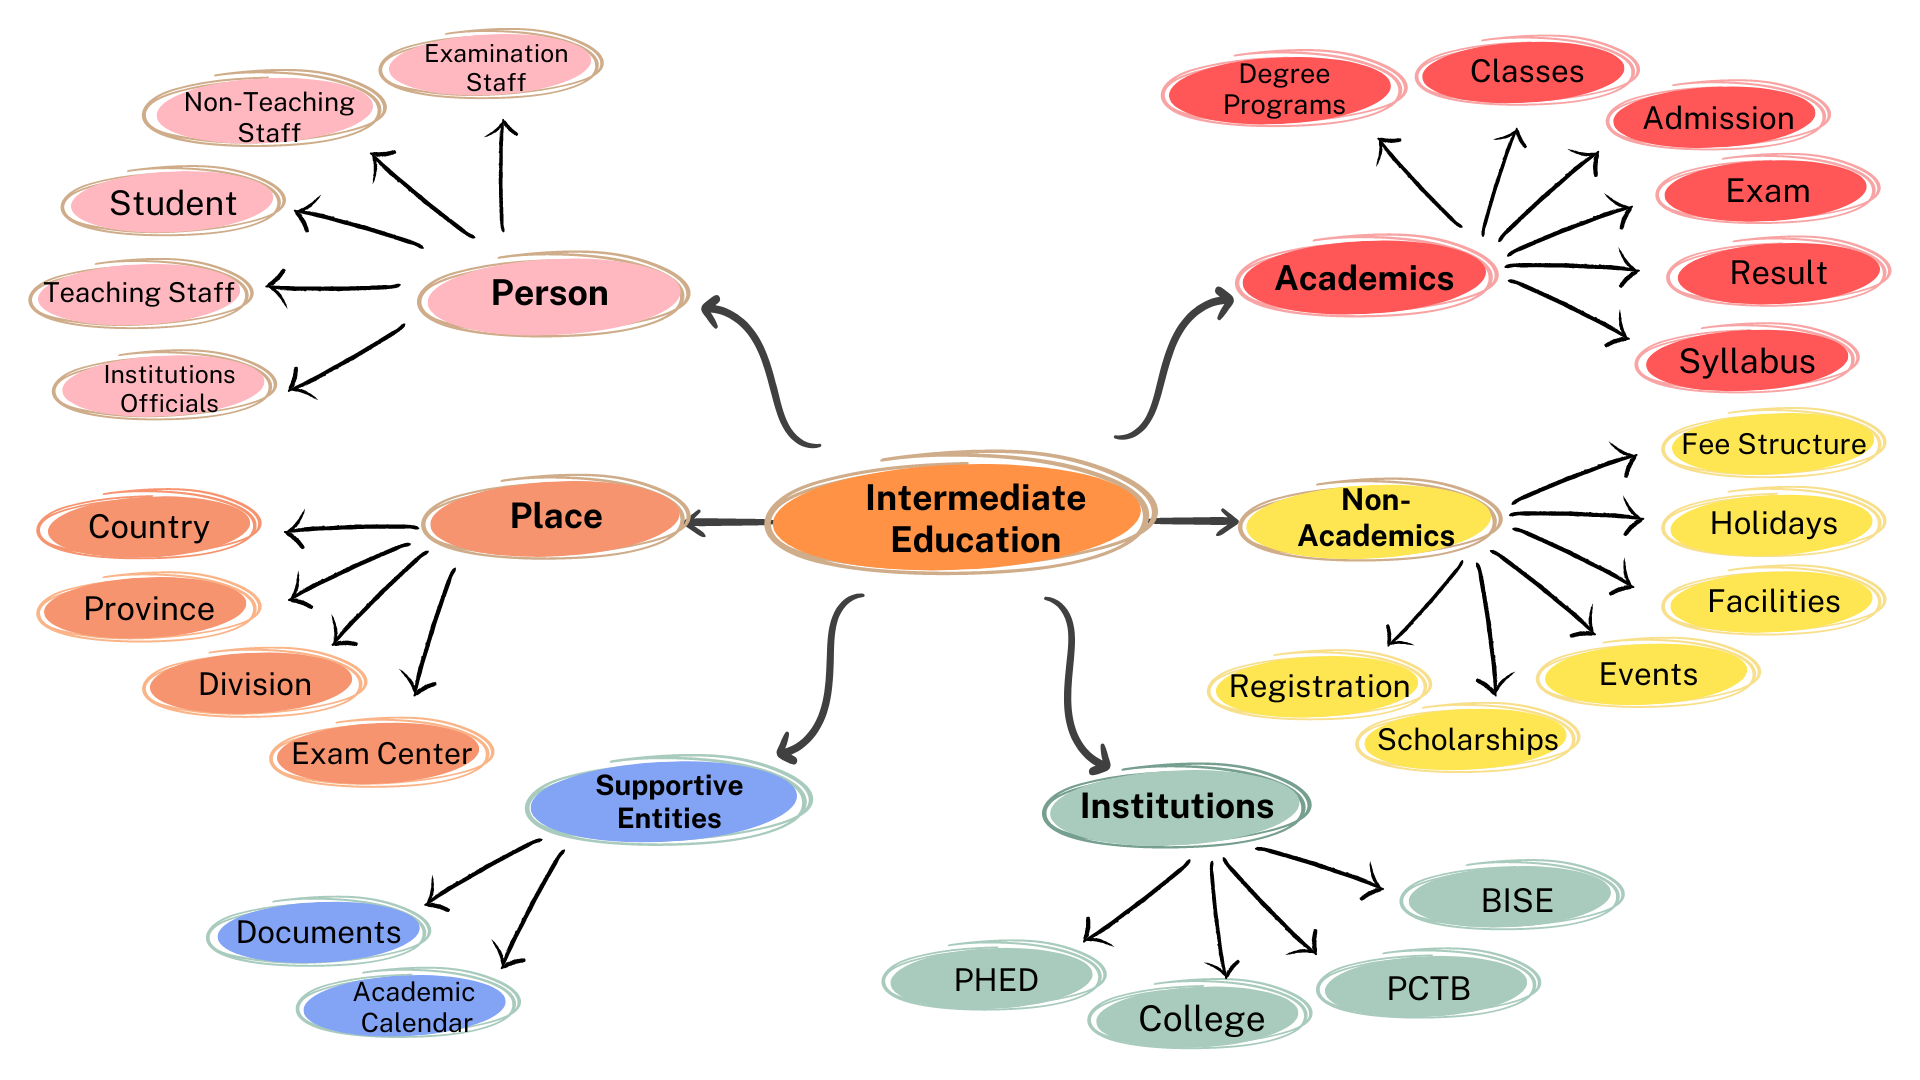 Examination
Staff
Non-Teaching
Staff
Student
Teaching Staff
Institutions
Officials
Person
Degree
Programs
Classes
Admission
Exam
Result
Syllabus
Academics
Intermediate
Education
Place
Country
Province
Division
Exam Center
Non-
Academics
Fee Structure
Holidays
Facilities
Events
Scholarships
Registration
Supportive
Entities
Documents
Academic
Calendar
Institutions
BISE
PCTB
College
PHED